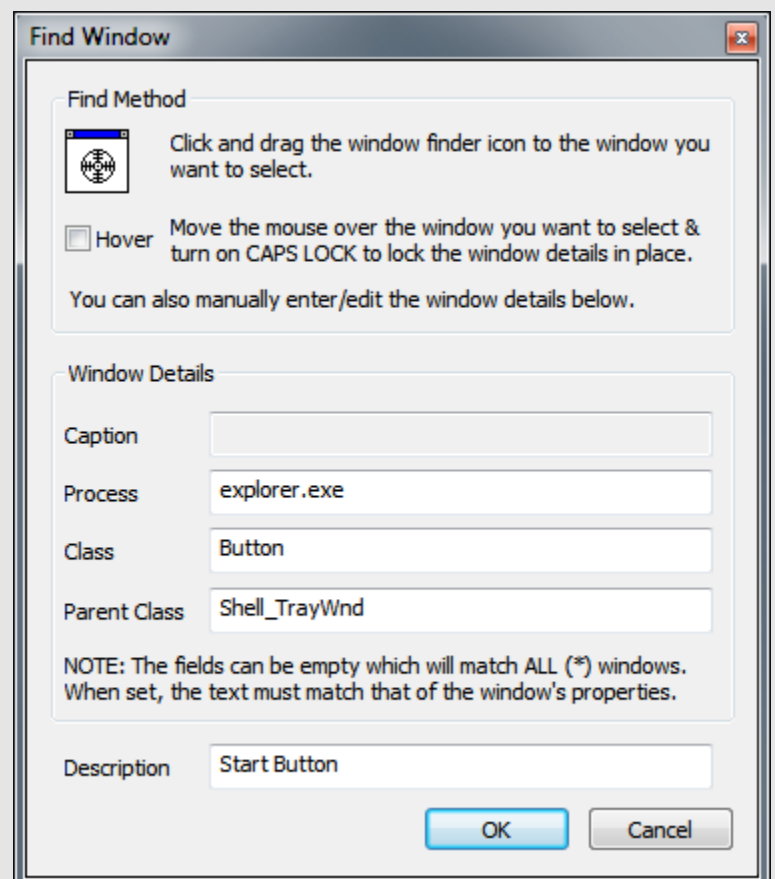 Find Window
Find Method
Click and drag the window finder icon to the window you
want to select.
Hover
Move the mouse over the window you want to select &
turn on CAPS LOCK to lock the window details in place.
You can also manually enter/edit the window details below.
Window Details
Caption
Process
explorer.exe
Class
Button
Parent Class
Shell_TrayWnd
NOTE: The fields can be empty which will match ALL (*) windows.
When set, the text must match that of the window's properties.
Description
Start Button
OK
Cancel